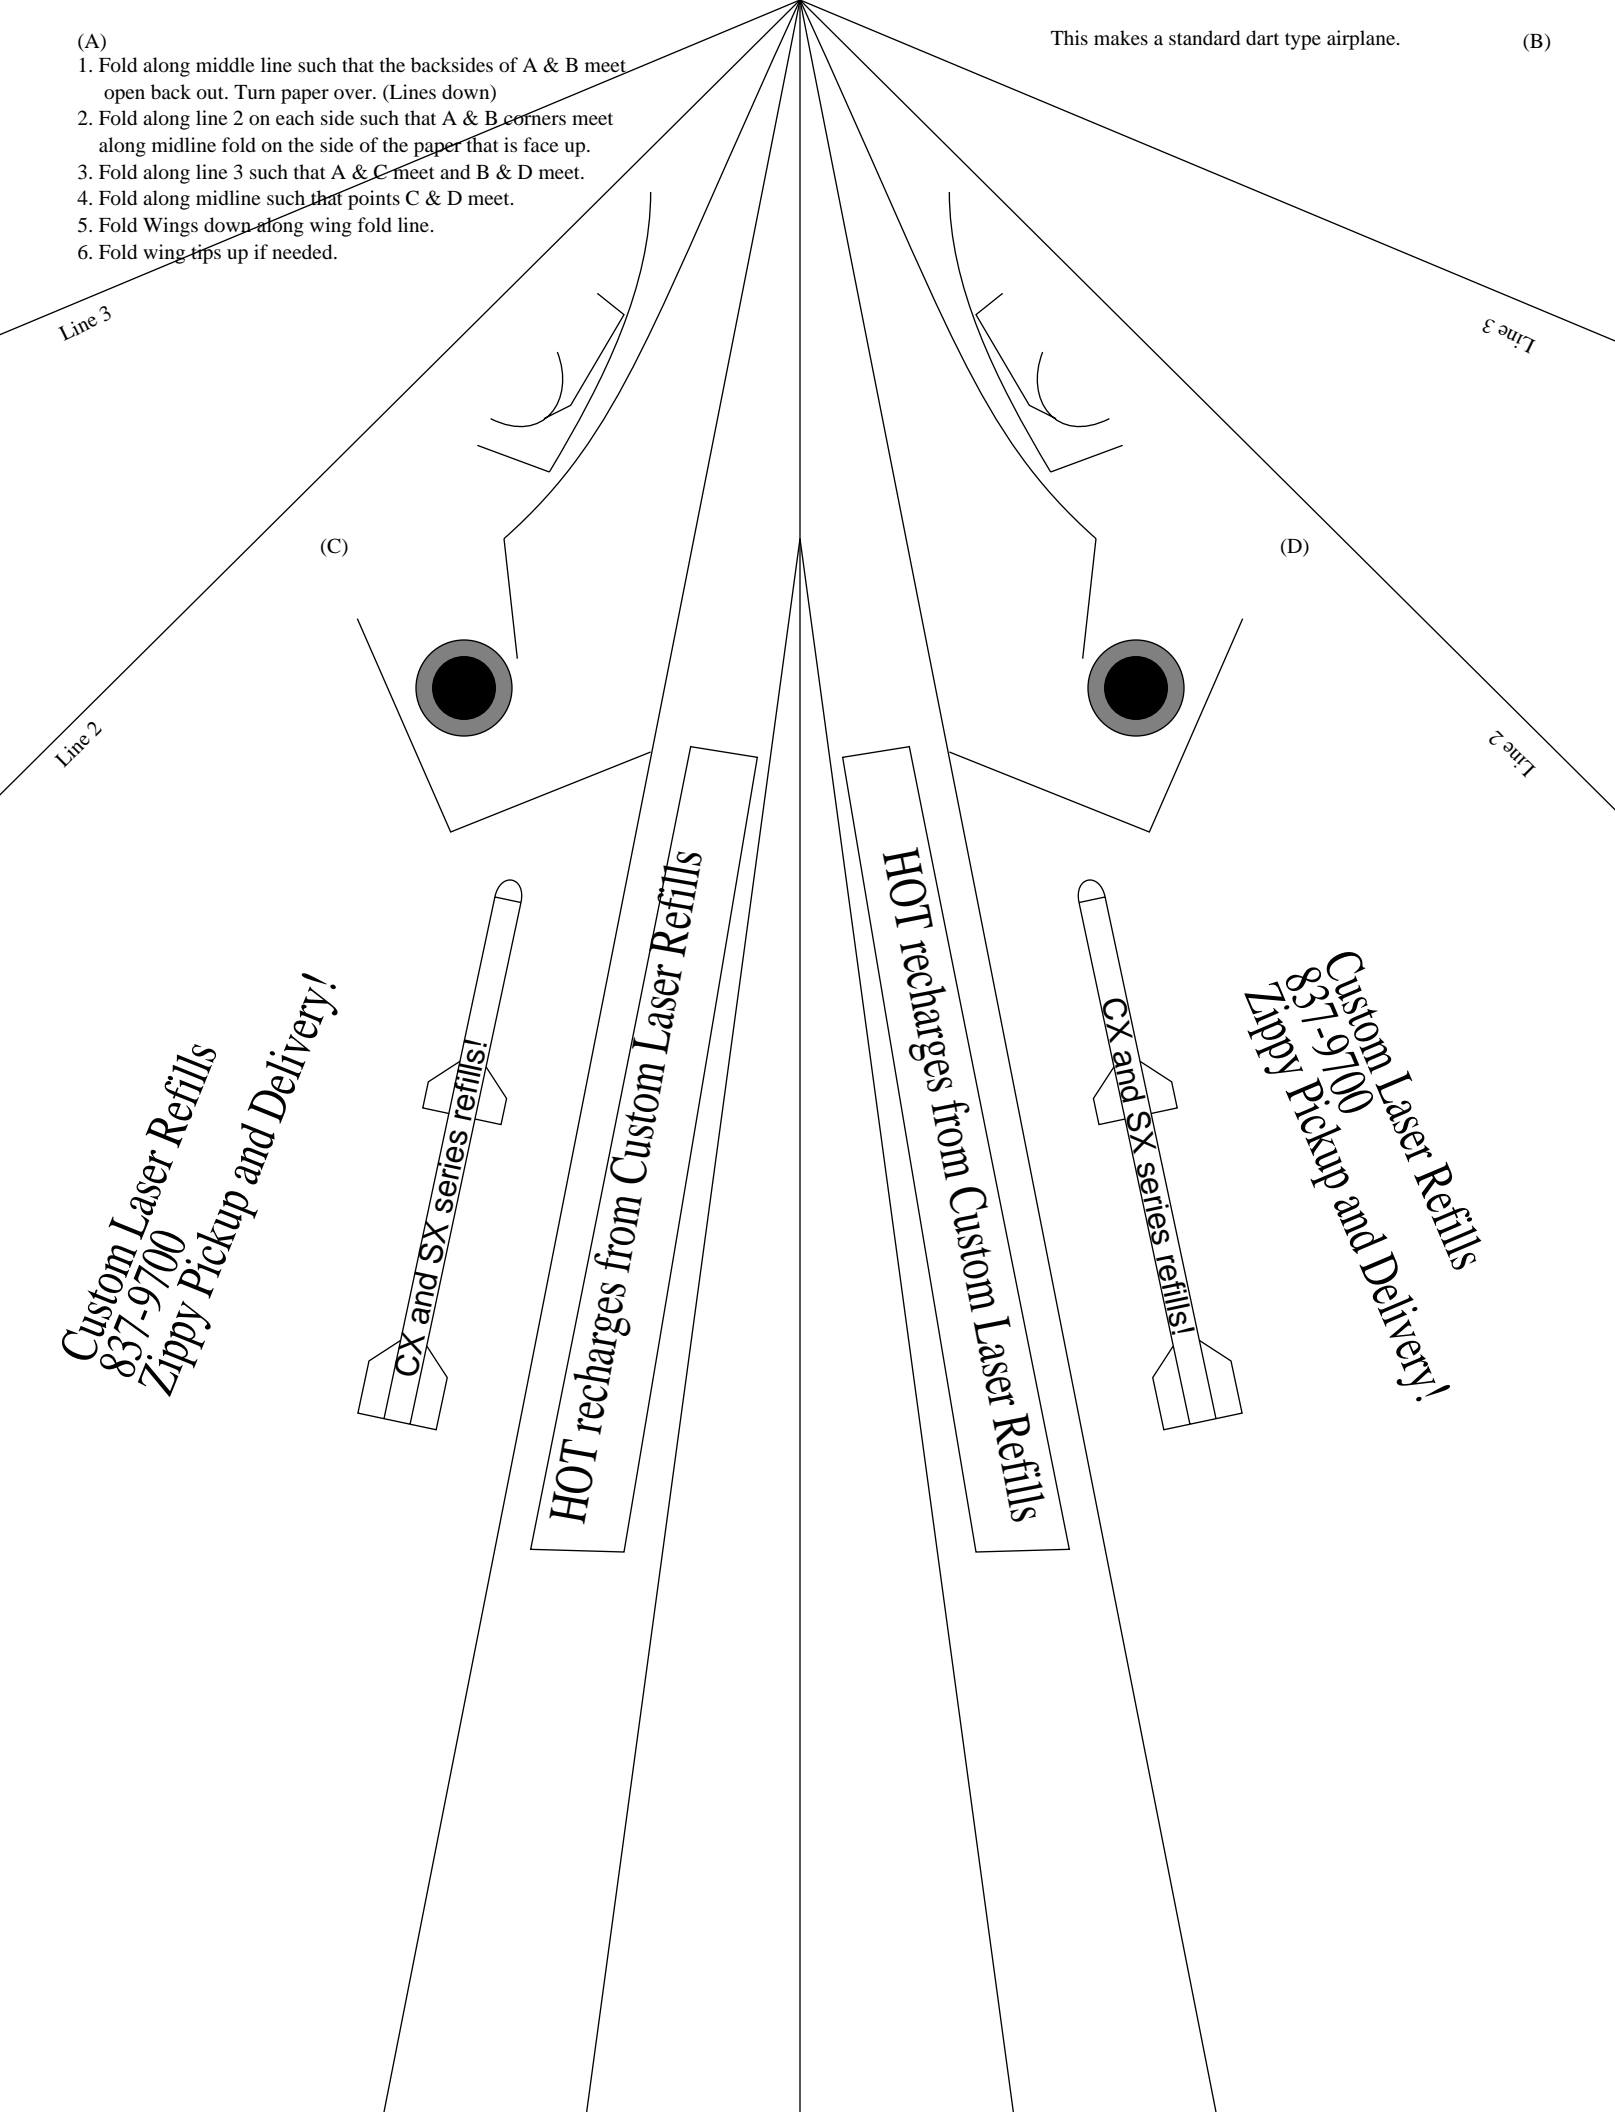 (A)
1. Fold along middle line such that the backsides of A & B meet
open back out. Turn paper over. (Lines down)
2. Fold along line 2 on each side such that A & B corners meet
along midline fold on the side of the paper that is face up.
3. Fold along line 3 such that A & C meet and B & D meet.
4. Fold along midline such that points C & D meet.
5. Fold Wings down along wing fold line.
6. Fold wing tips up if needed.
This makes a standard dart type airplane.
(B)
Line 3
Line 3
(C)
(D)
Line 2
Line 2
Custom Laser Refills
837-9700
Zippy Pickup and Delivery!
CX and SX series refills!
HOT recharges from Custom Laser Refills
HOT recharges from Custom Laser Refills
CX and SX series refills!
Custom Laser Refills
837-9700
Zippy Pickup and Delivery!